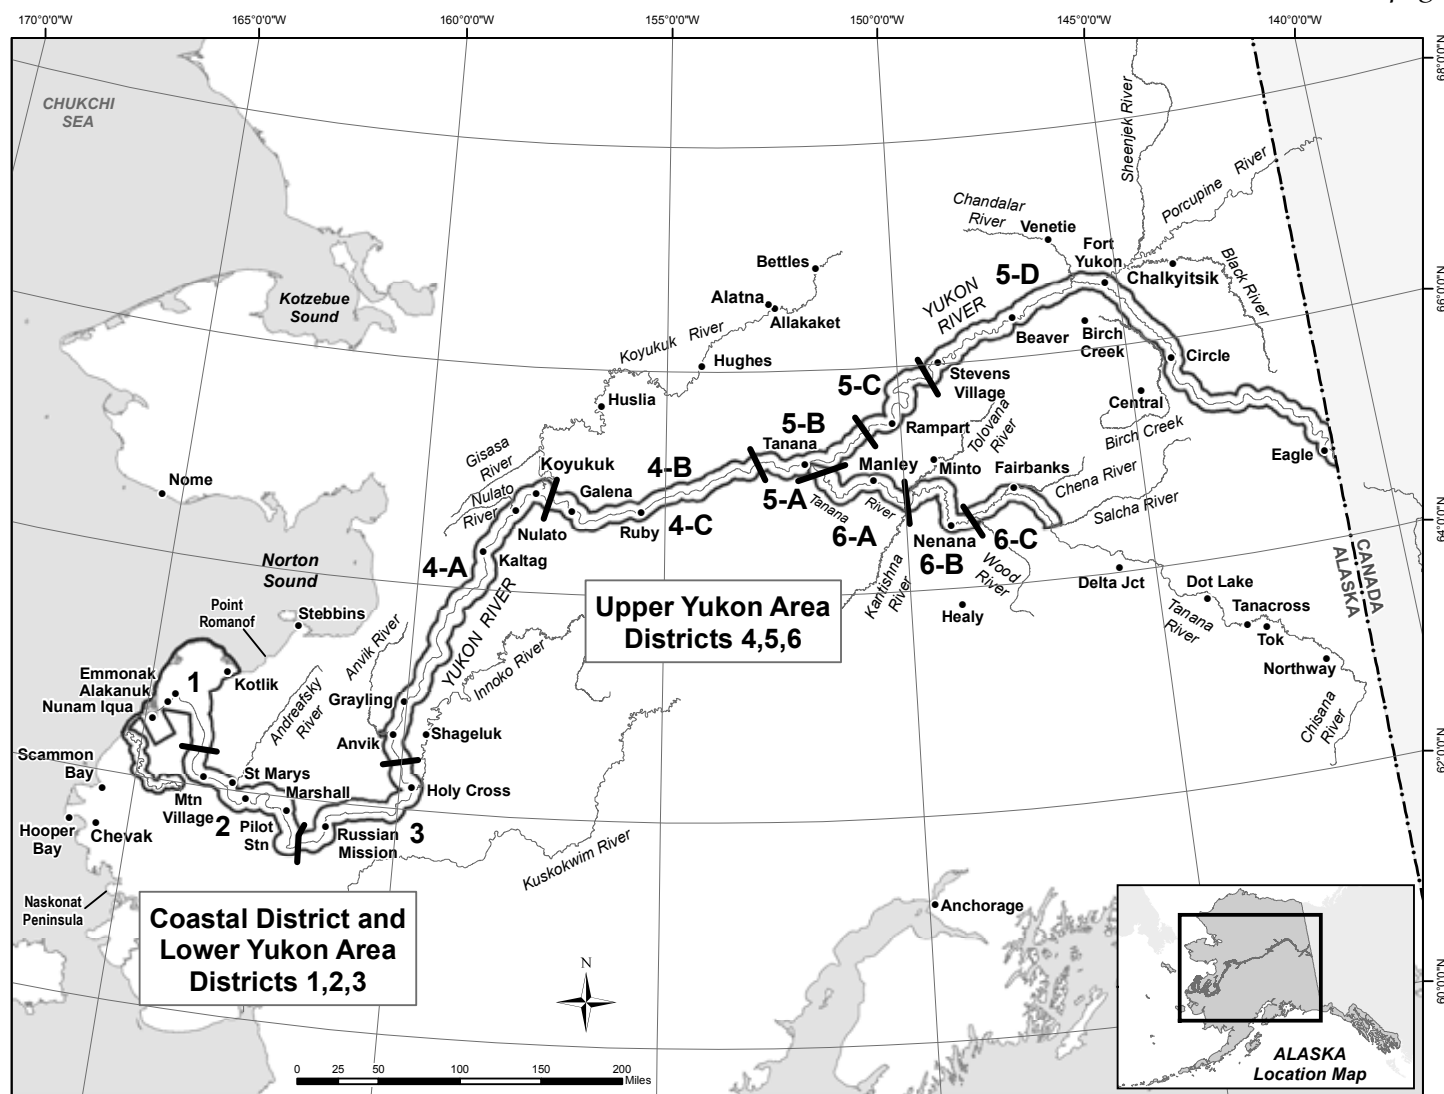 170°0'0"W
165°0'0"W
160°0'0"W
155°0'0"W
150°0'0"W
145°0'0"W
140°0'0"W
68°0'0"N
66°0'0"N
64°0'0"N
62°0'0"N
60°0'0"N
CHUKCHI
SEA
Kotzebue
Sound
Nome
Norton
Sound
Point
Romanof
Stebbins
Emmonak
Alakanuk
Nunam Iqua
1
Kotlik
Scammon
Bay
Hooper
Bay
Chevak
Naskonat
Peninsula
Mtn
Village
2
St Marys
Marshall
Pilot
Stn
Russian
Mission
3
Holy Cross
Andreafsky
River
Anvik River
Grayling
Anvik
Shageluk
Innoko River
YUKON RIVER
Kuskokwim River
4-A
Kaltag
Nulato
Nulato
River
Gisasa
River
Koyukuk
Galena
Ruby
4-B
4-C
Huslia
Hughes
Koyukuk River
Alatna
Allakaket
Bettles
Tanana
5-A
5-B
5-C
5-D
Rampart
Stevens
Village
YUKON
RIVER
Beaver
Birch
Creek
Fort
Yukon
Venetie
Chandalar
River
Sheenjek River
Porcupine River
Chalkyitsik
Black River
Circle
Central
Birch Creek
Eagle
Tolovana
River
Minto
Manley
Tanana
River
6-A
Kantishna
River
Nenana
6-B
Wood
River
6-C
Fairbanks
Chena River
Salcha River
Healy
Delta Jct
Dot Lake
Tanana
River
Tanacross
Tok
Northway
Chisana
River
CANADA
ALASKA
Upper Yukon Area
Districts 4,5,6
Coastal District and
Lower Yukon Area
Districts 1,2,3
Anchorage
N
0 25 50 100 150 200
Miles
ALASKA
Location Map